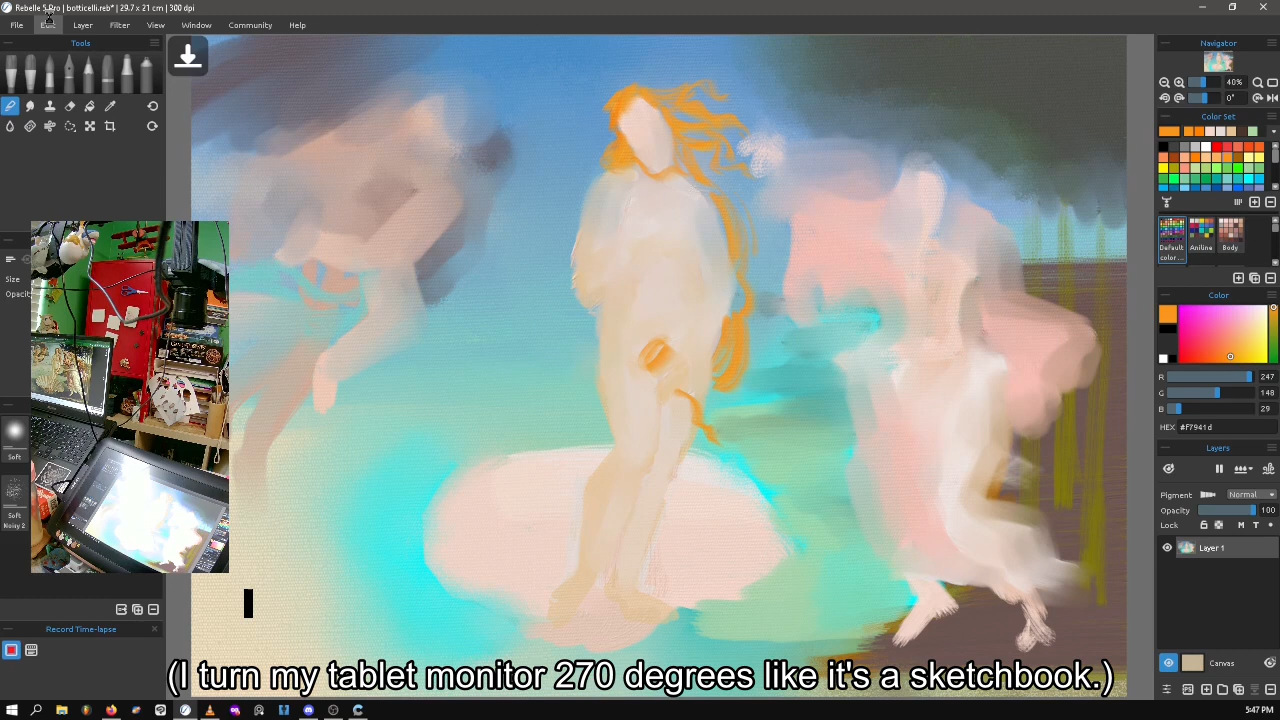 Rebelle 5 Pro | botticelli.reb* | 29.7 x 21 cm | 300 dpi
File Edit Layer Filter View Window Community Help
Tools
Navigator
40%
0°
Color Set
Default color...
Aniline
Body
Size
Opacit
Color
R 247
G 148
B 29
HEX #F7941d
Soft
Soft Noisy 2
Layers
Pigment Normal
Opacity 100
Lock M T
Layer 1
Record Time-lapse
Canvas
(I turn my tablet monitor 270 degrees like it's a sketchbook.)
5:47 PM